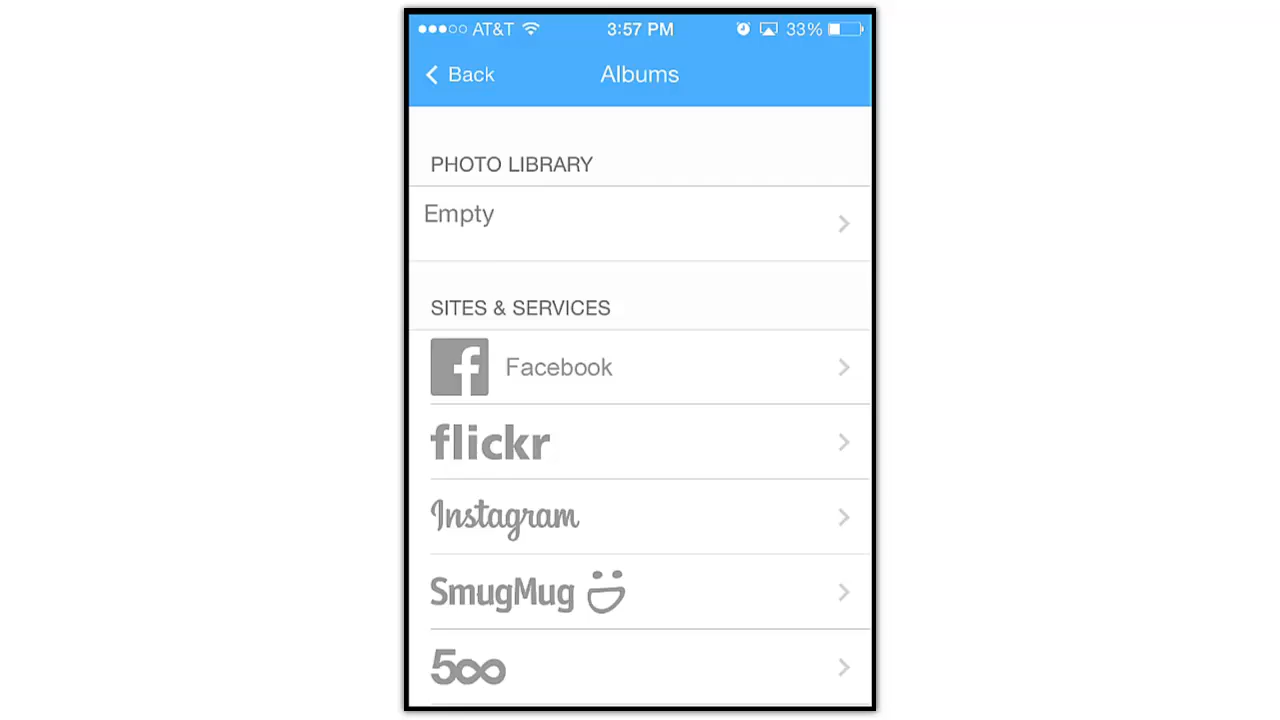 AT&T 3:57 PM 33%
Back Albums
PHOTO LIBRARY
Empty
SITES & SERVICES
Facebook
flickr
Instagram
SmugMug
500